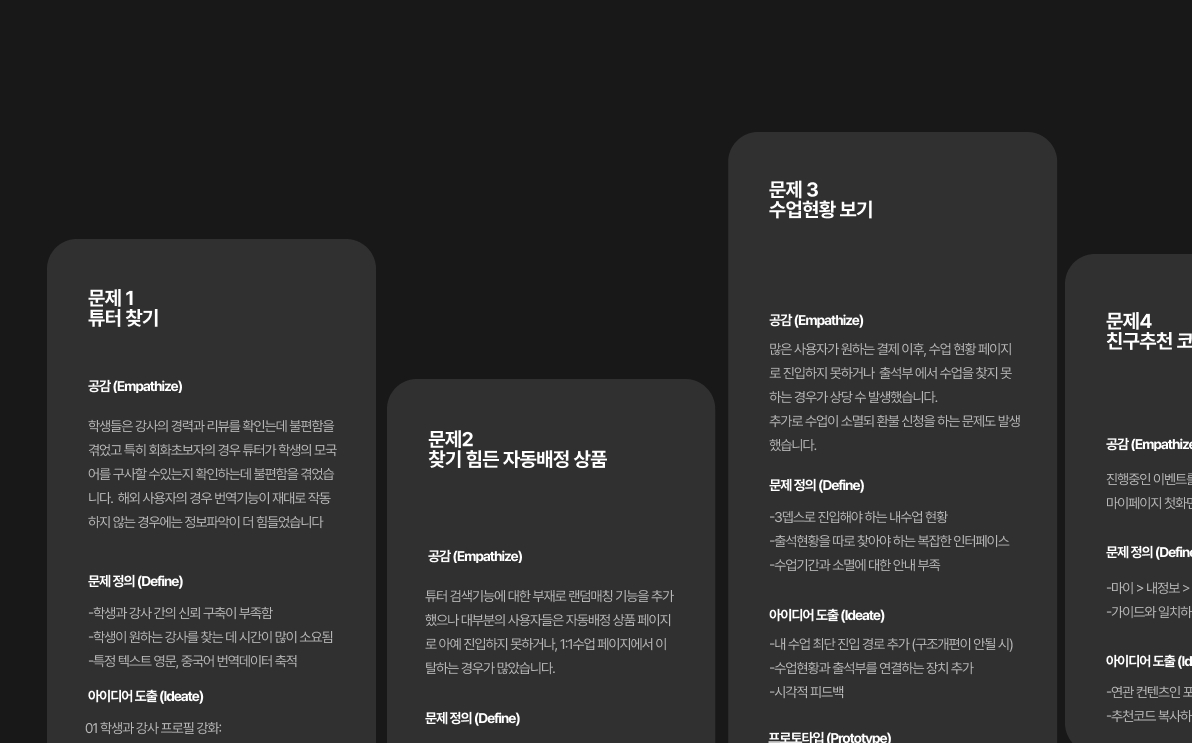 문제 1
튜터 찾기
공감 (Empathize)
학생들은 강사의 경력과 리뷰를 확인는데 불편함을
겪었고 특히 회화초보자의 경우 튜터가 학생의 모국
어를 구사할 수있는지 확인하는데 불편함을 겪었습
니다. 해외 사용자의 경우 번역기능이 재대로 작동
하지 않는 경우에는 정보파악이 더 힘들었습니다
문제 정의 (Define)
-학생과 강사 간의 신뢰 구축이 부족함
-학생이 원하는 강사를 찾는 데 시간이 많이 소요됨
-특정 텍스트 영문, 중국어 번역데이터 축적
아이디어 도출 (Ideate)
01 학생과 강사 프로필 강화:
문제2
찾기 힘든 자동배정 상품
공감 (Empathize)
튜터 검색기능에 대한 부재로 랜덤매칭 기능을 추가
했으나 대부분의 사용자들은 자동배정 상품 페이지
로 아예 진입하지 못하거나, 1:1수업 페이지에서 이
탈하는 경우가 많았습니다.
문제 정의 (Define)
문제 3
수업현황 보기
공감 (Empathize)
많은 사용자가 원하는 결제 이후, 수업 현황 페이지
로 진입하지 못하거나 출석부 에서 수업을 찾지 못
하는 경우가 상당 수 발생했습니다.
추가로 수업이 소멸되 환불 신청을 하는 문제도 발생
했습니다.
문제 정의 (Define)
-3뎁스로 진입해야 하는 내수업 현황
-출석현황을 따로 찾아야 하는 복잡한 인터페이스
-수업기간과 소멸에 대한 안내 부족
아이디어 도출 (Ideate)
-내 수업 최단 진입 경로 추가 (구조개편이 안될 시)
-수업현황과 출석부를 연결하는 장치 추가
-시각적 피드백
프로토타입 (Prototype)
문제4
친구추천 코
공감 (Empathize
진행중인 이벤트를
마이페이지 첫화면
문제 정의 (Define
-마이 > 내정보 >
-가이드와 일치하
아이디어 도출 (Id
-연관 컨텐츠인 포
-추천코드 복사하